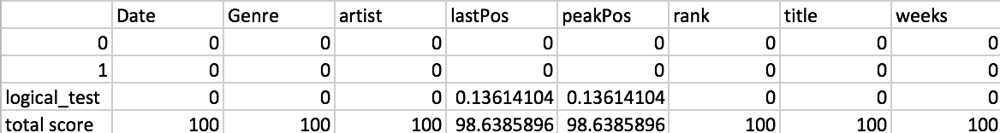 Date Genre artist lastPos peakPos rank title weeks
0 0 0 0 0 0 0 0 0
1 0 0 0 0 0 0 0 0
logical_test 0 0 0 0.13614104 0.13614104 0 0 0
total score 100 100 100 98.6385896 98.6385896 100 100 100